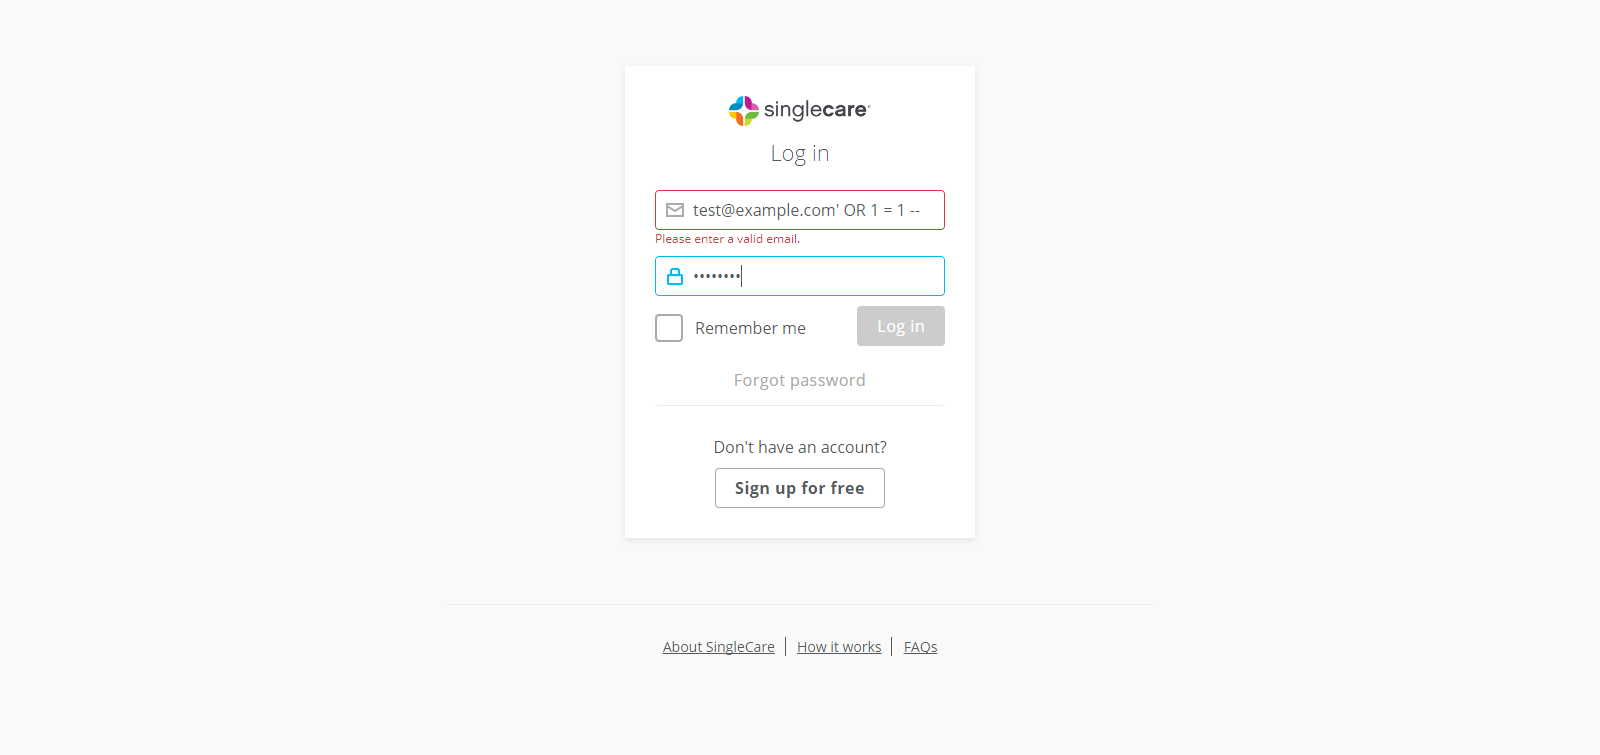 singlecare®
Log in
test@example.com' OR 1 = 1 --
Please enter a valid email.
••••••••
Remember me
Log in
Forgot password
Don't have an account?
Sign up for free
About SingleCare | How it works | FAQs